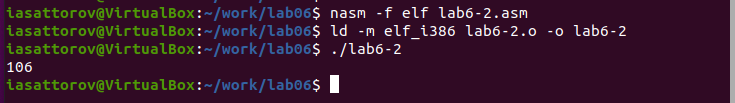 iasattorov@VirtualBox:~/work/lab06$ nasm -f elf lab6-2.asm
iasattorov@VirtualBox:~/work/lab06$ ld -m elf_i386 lab6-2.o -o lab6-2
iasattorov@VirtualBox:~/work/lab06$ ./lab6-2
106
iasattorov@VirtualBox:~/work/lab06$